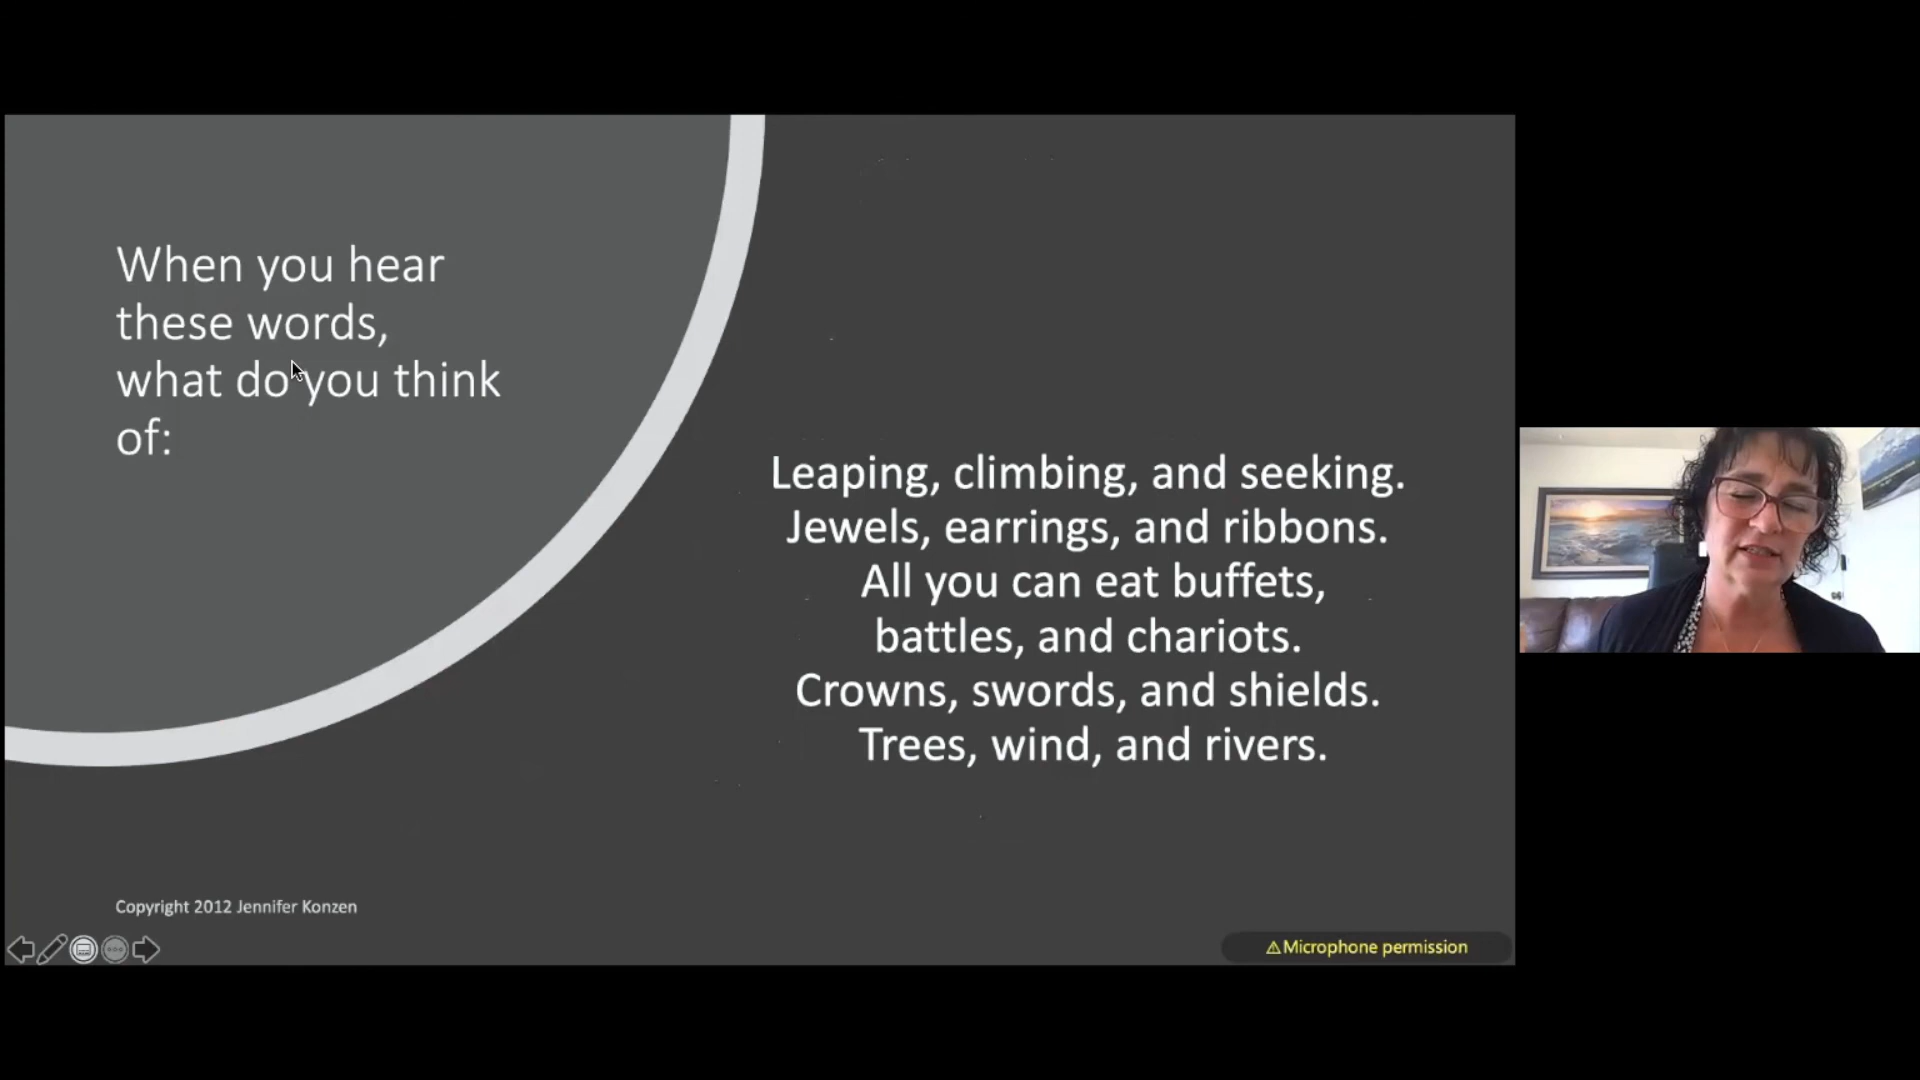 When you hear
these words,
what do you think
of:
Leaping, climbing, and seeking.
Jewels, earrings, and ribbons.
All you can eat buffets,
battles, and chariots.
Crowns, swords, and shields.
Trees, wind, and rivers.
Copyright 2012 Jennifer Konzen
Microphone permission